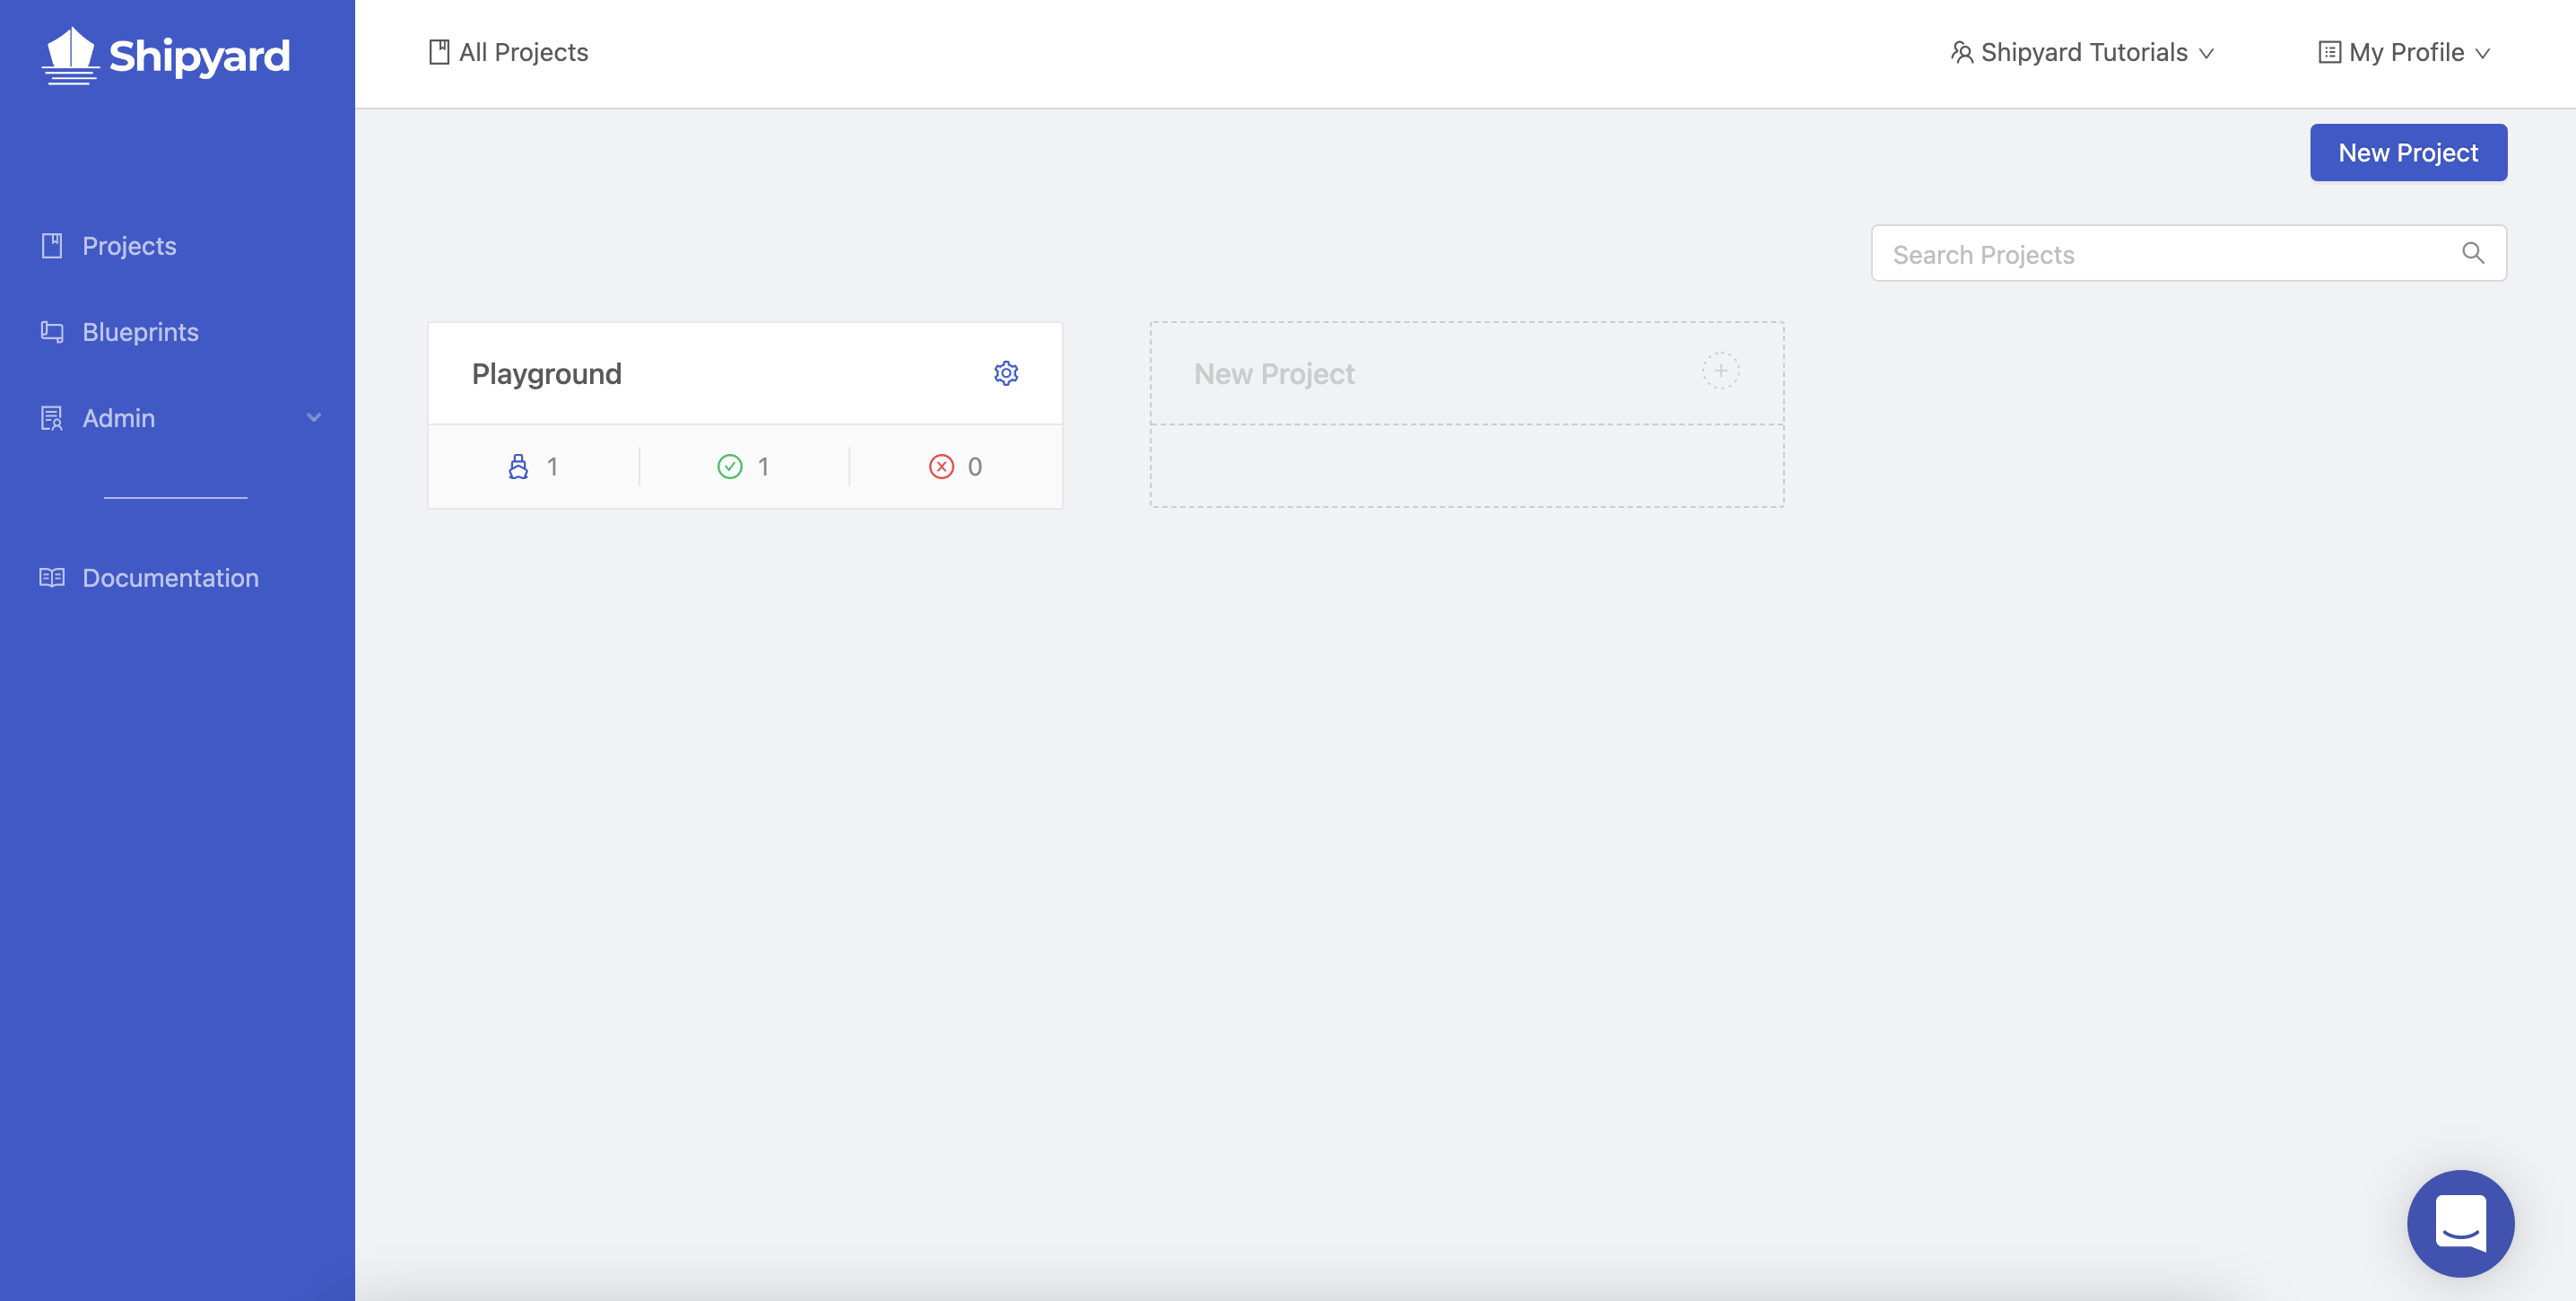 Shipyard
All Projects
Shipyard Tutorials
My Profile
New Project
Projects
Blueprints
Admin
Documentation
Search Projects
Playground
1
1
0
New Project